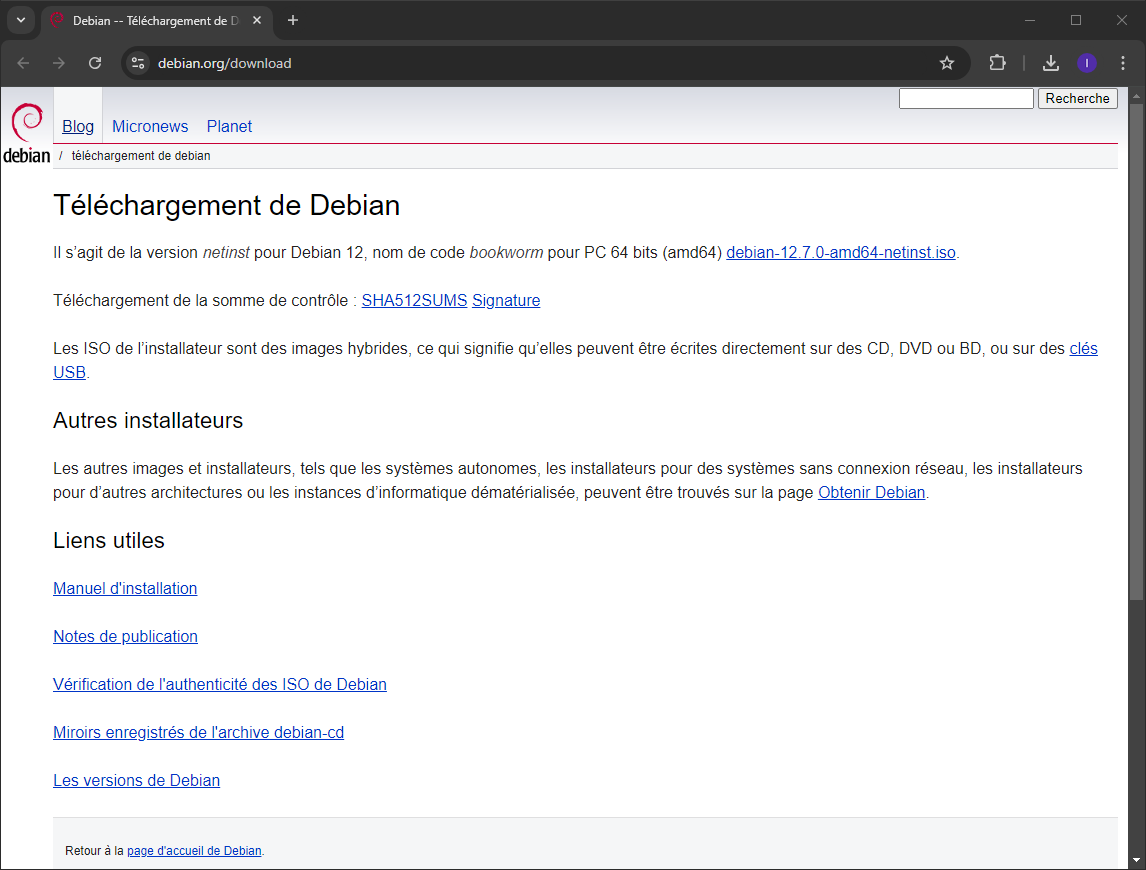 Debian -- Téléchargement de D
debian.org/download
I
Recherche
Blog Micronews Planet
debian / téléchargement de debian
Téléchargement de Debian
Il s’agit de la version netinst pour Debian 12, nom de code bookworm pour PC 64 bits (amd64) debian-12.7.0-amd64-netinst.iso.
Téléchargement de la somme de contrôle : SHA512SUMS Signature
Les ISO de l’installateur sont des images hybrides, ce qui signifie qu’elles peuvent être écrites directement sur des CD, DVD ou BD, ou sur des clés
USB.
Autres installateurs
Les autres images et installateurs, tels que les systèmes autonomes, les installateurs pour des systèmes sans connexion réseau, les installateurs
pour d’autres architectures ou les instances d’informatique dématérialisée, peuvent être trouvés sur la page Obtenir Debian.
Liens utiles
Manuel d'installation
Notes de publication
Vérification de l'authenticité des ISO de Debian
Miroirs enregistrés de l'archive debian-cd
Les versions de Debian
Retour à la page d'accueil de Debian.